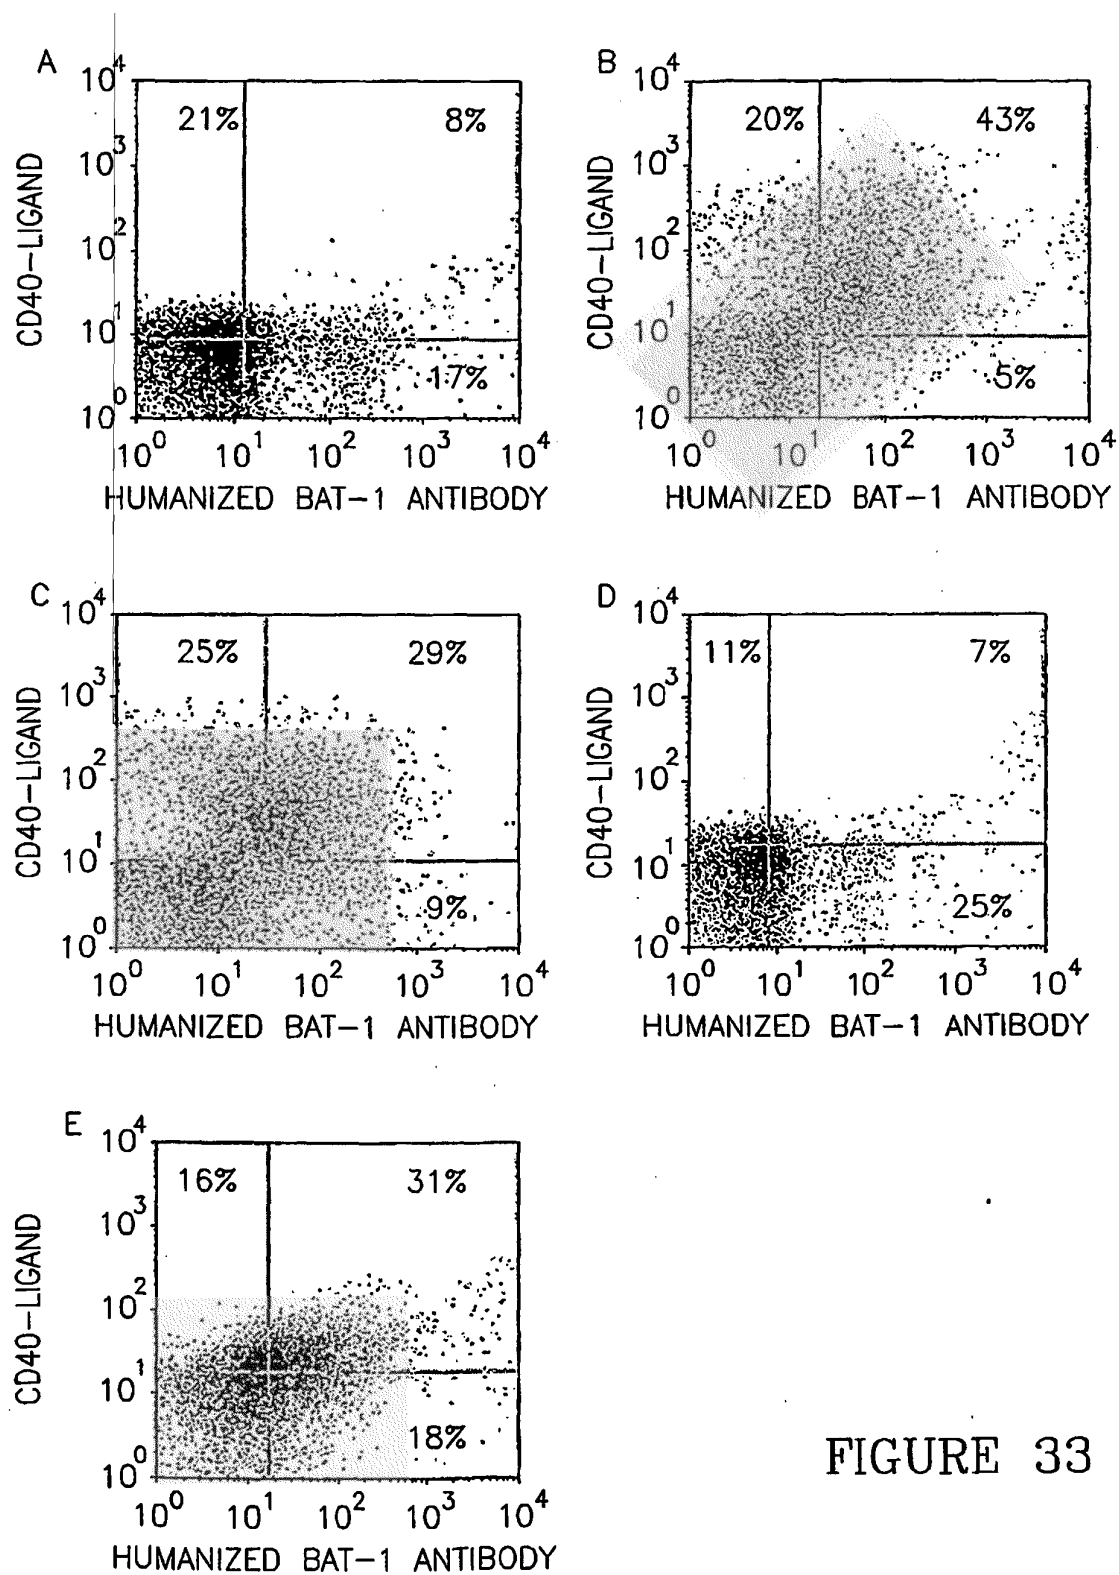 A
B
10^4
21%
8%
10^3
10^2
10^1
17%
10^0
CD40-LIGAND
10^0 10^1 10^2 10^3 10^4
HUMANIZED BAT-1 ANTIBODY
10^4
20%
43%
10^3
10^2
10^1
5%
10^0
CD40-LIGAND
10^0 10^1 10^2 10^3 10^4
HUMANIZED BAT-1 ANTIBODY
C
10^4
25%
29%
10^3
10^2
10^1
9%
10^0
CD40-LIGAND
10^0 10^1 10^2 10^3 10^4
HUMANIZED BAT-1 ANTIBODY
D
10^4
11%
7%
10^3
10^2
10^1
25%
10^0
CD40-LIGAND
10^0 10^1 10^2 10^3 10^4
HUMANIZED BAT-1 ANTIBODY
E
10^4
16%
31%
10^3
10^2
10^1
18%
10^0
CD40-LIGAND
10^0 10^1 10^2 10^3 10^4
HUMANIZED BAT-1 ANTIBODY
FIGURE 33